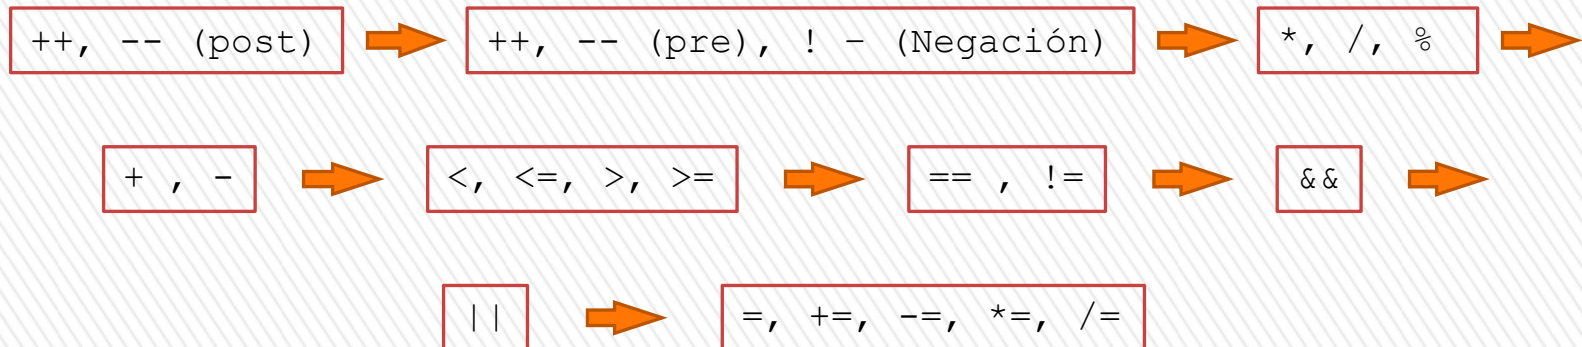 ++, -- (post) ++, -- (pre), ! – (Negación) *, /, %
+ , - <, <=, >, >= == , != &&
|| =, +=, -=, *=, /=